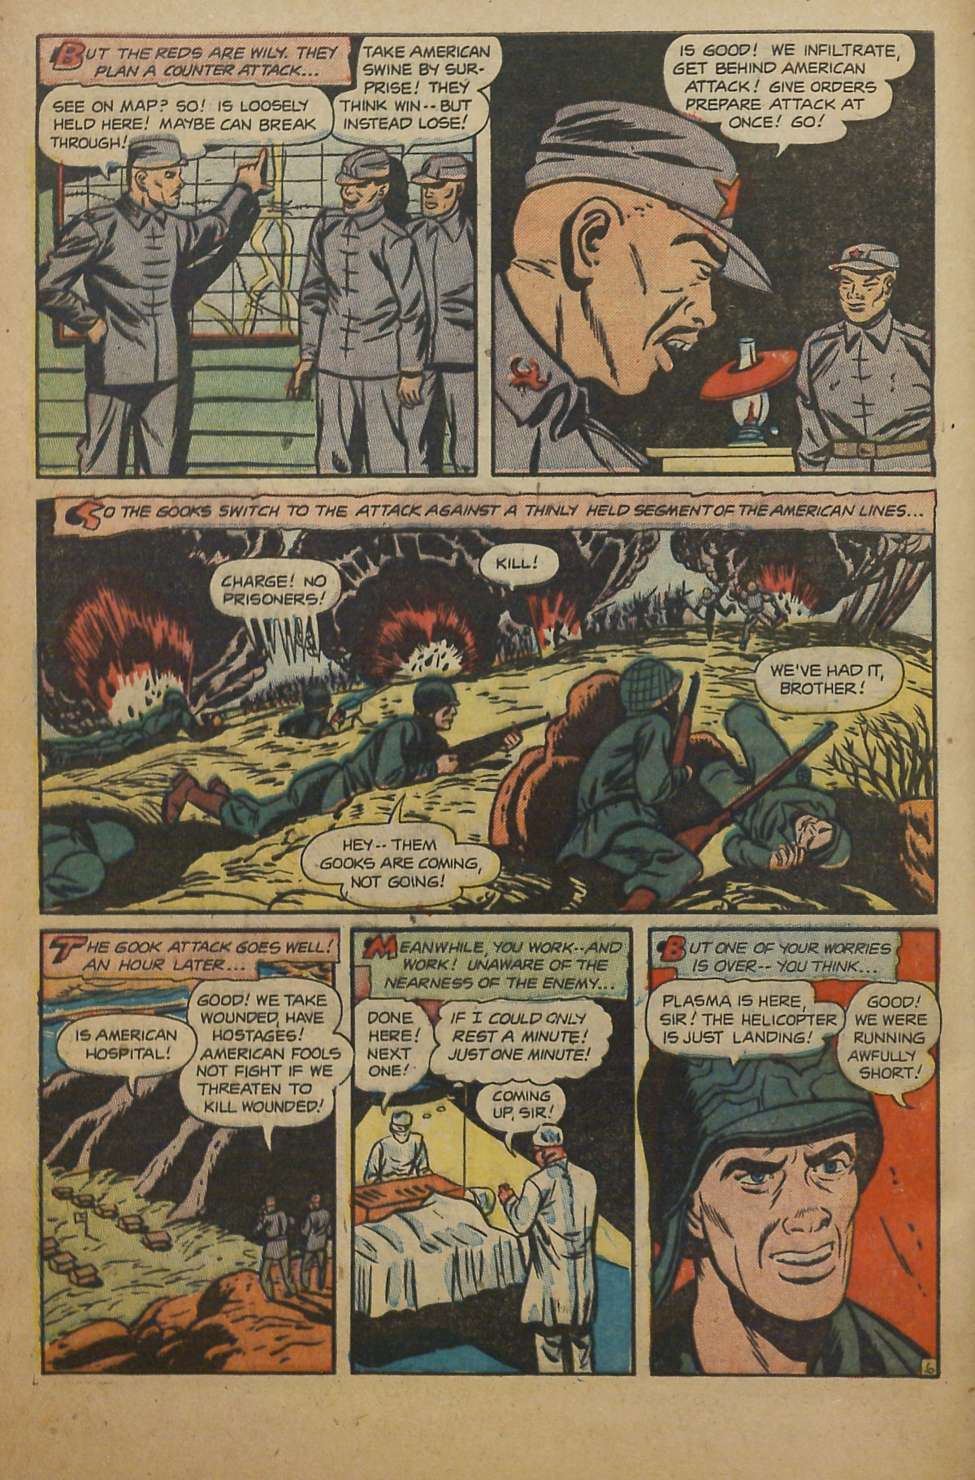 BUT THE REDS ARE WILY. THEY
PLAN A COUNTER ATTACK...
SEE ON MAP? SO! IS LOOSELY
HELD HERE! MAYBE CAN BREAK
THROUGH!
TAKE AMERICAN
SWINE BY SUR-
PRISE! THEY
THINK WIN--BUT
INSTEAD LOSE!
IS GOOD! WE INFILTRATE,
GET BEHIND AMERICAN
ATTACK! GIVE ORDERS
PREPARE ATTACK AT
ONCE! GO!
SO THE GOOKS SWITCH TO THE ATTACK AGAINST A THINLY HELD SEGMENT OF THE AMERICAN LINES...
CHARGE! NO
PRISONERS!
KILL!
WE'VE HAD IT,
BROTHER!
HEY-- THEM
GOOKS ARE COMING,
NOT GOING!
THE GOOK ATTACK GOES WELL!
AN HOUR LATER...
IS AMERICAN
HOSPITAL!
GOOD! WE TAKE
WOUNDED, HAVE
HOSTAGES!
AMERICAN FOOLS
NOT FIGHT IF WE
THREATEN TO
KILL WOUNDED!
MEANWHILE, YOU WORK--AND
WORK! UNAWARE OF THE
NEARNESS OF THE ENEMY...
DONE
HERE!
NEXT
ONE!
IF I COULD ONLY
REST A MINUTE!
JUST ONE MINUTE!
COMING
UP, SIR!
BUT ONE OF YOUR WORRIES
IS OVER-- YOU THINK...
PLASMA IS HERE,
SIR! THE HELICOPTER
IS JUST LANDING!
GOOD!
WE WERE
RUNNING
AWFULLY
SHORT!
6